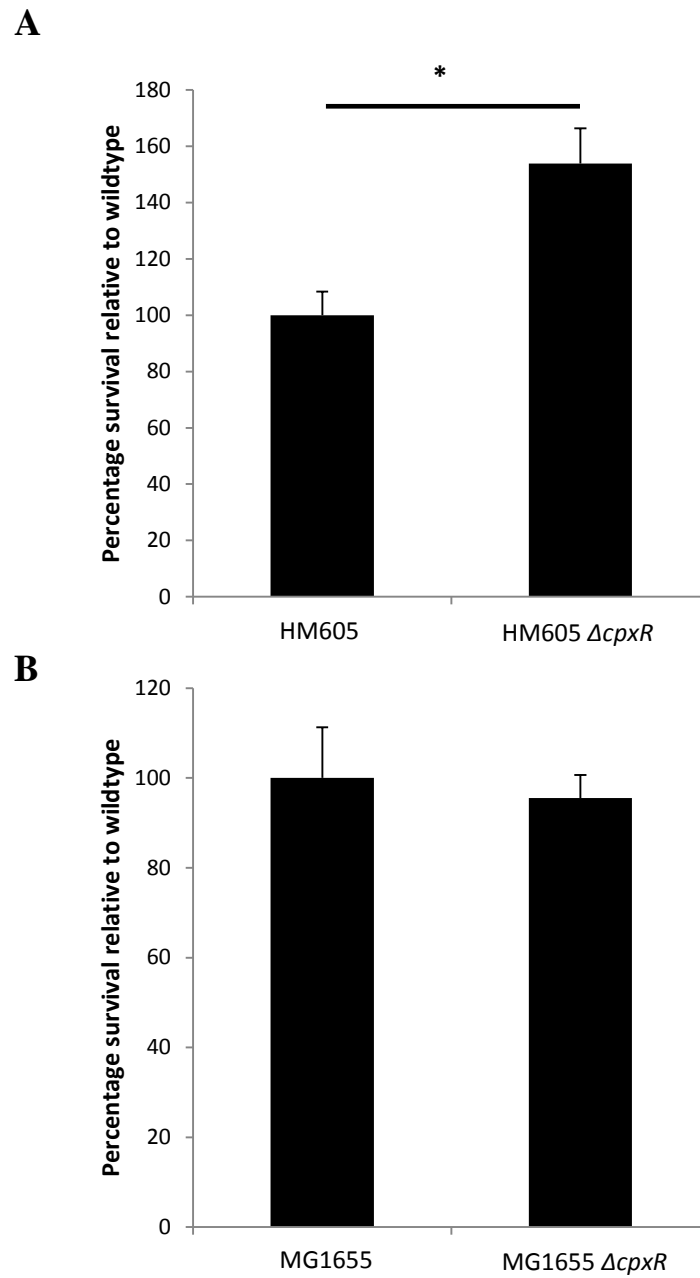 A
*
Percentage survival relative to wildtype
180
160
140
120
100
80
60
40
20
0
HM605
HM605 ΔcpxR
B
Percentage survival relative to wildtype
120
100
80
60
40
20
0
MG1655
MG1655 ΔcpxR